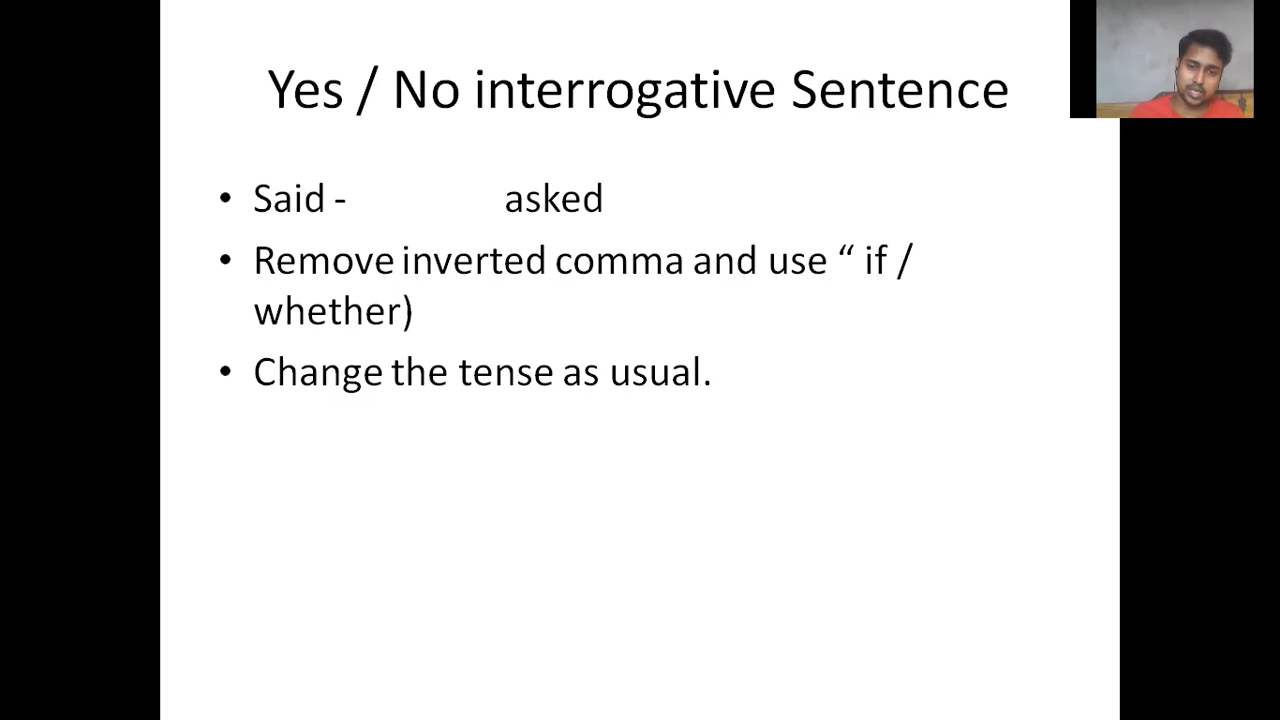 Yes / No interrogative Sentence
• Said - asked
• Remove inverted comma and use “ if /
whether)
• Change the tense as usual.